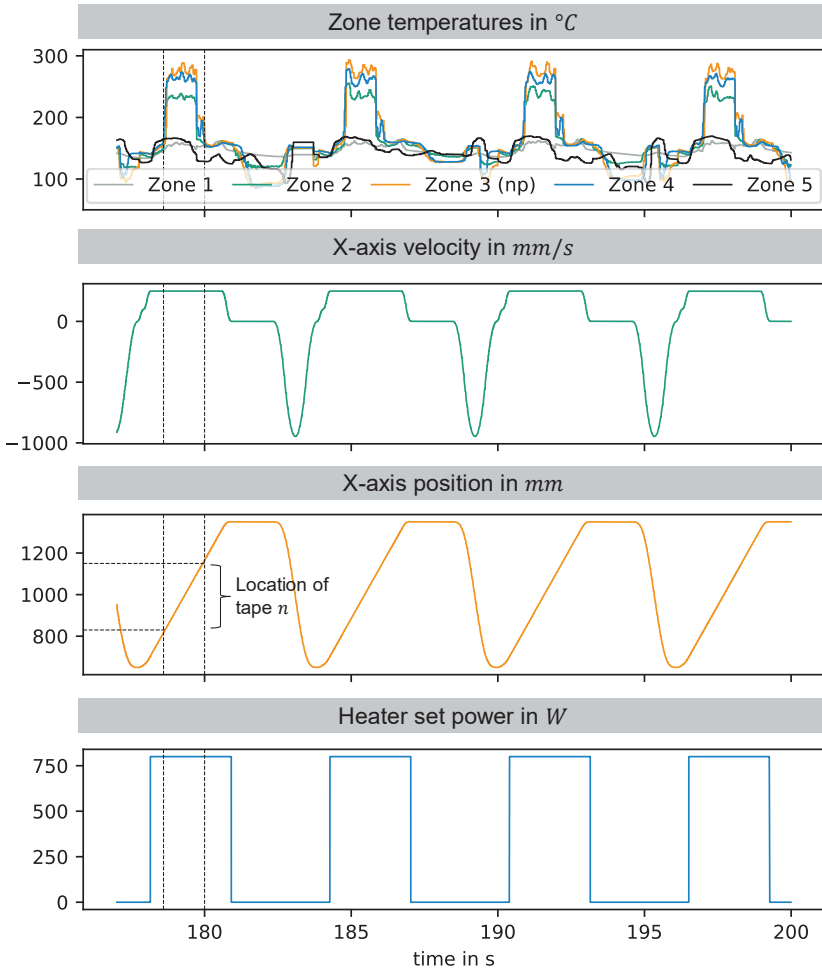 Zone temperatures in °C
300
200
100
Zone 1 Zone 2 Zone 3 (np) Zone 4 Zone 5
X-axis velocity in mm/s
0
−500
−1000
X-axis position in mm
1200
1000
800
Location of
tape n
Heater set power in W
750
500
250
0
180 185 190 195 200
time in s